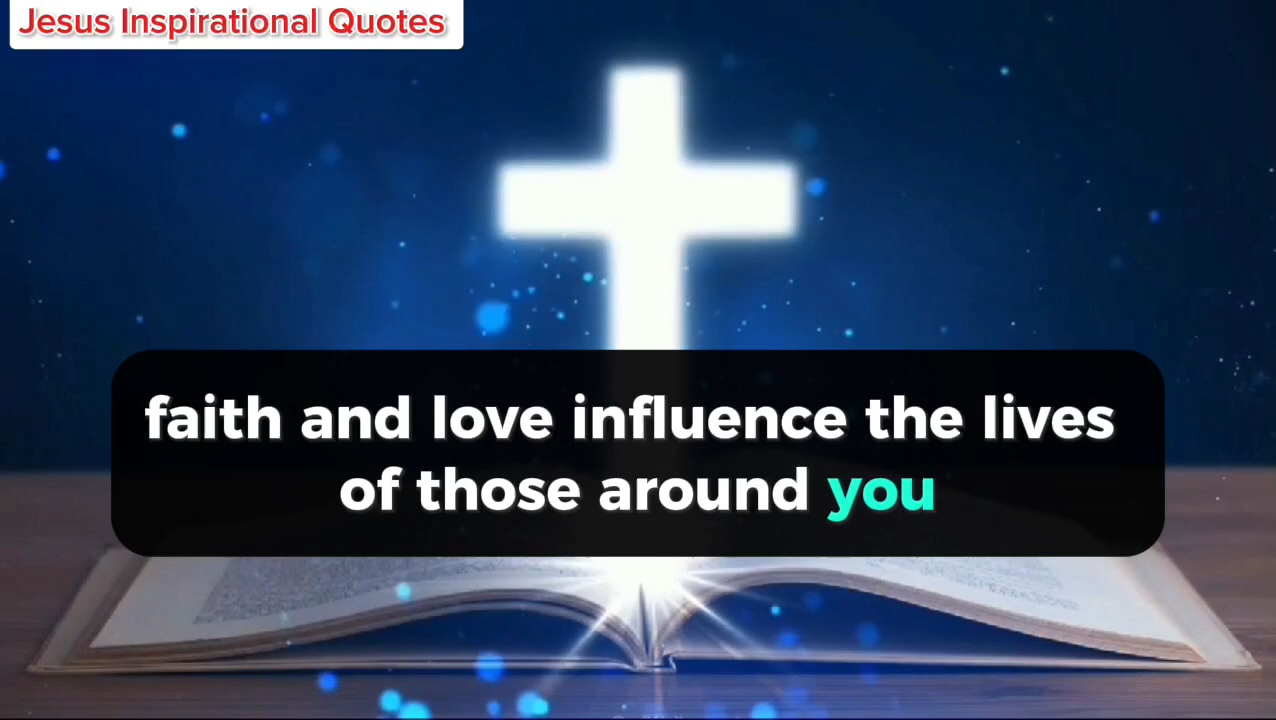 Jesus Inspirational Quotes
faith and love influence the lives
of those around you